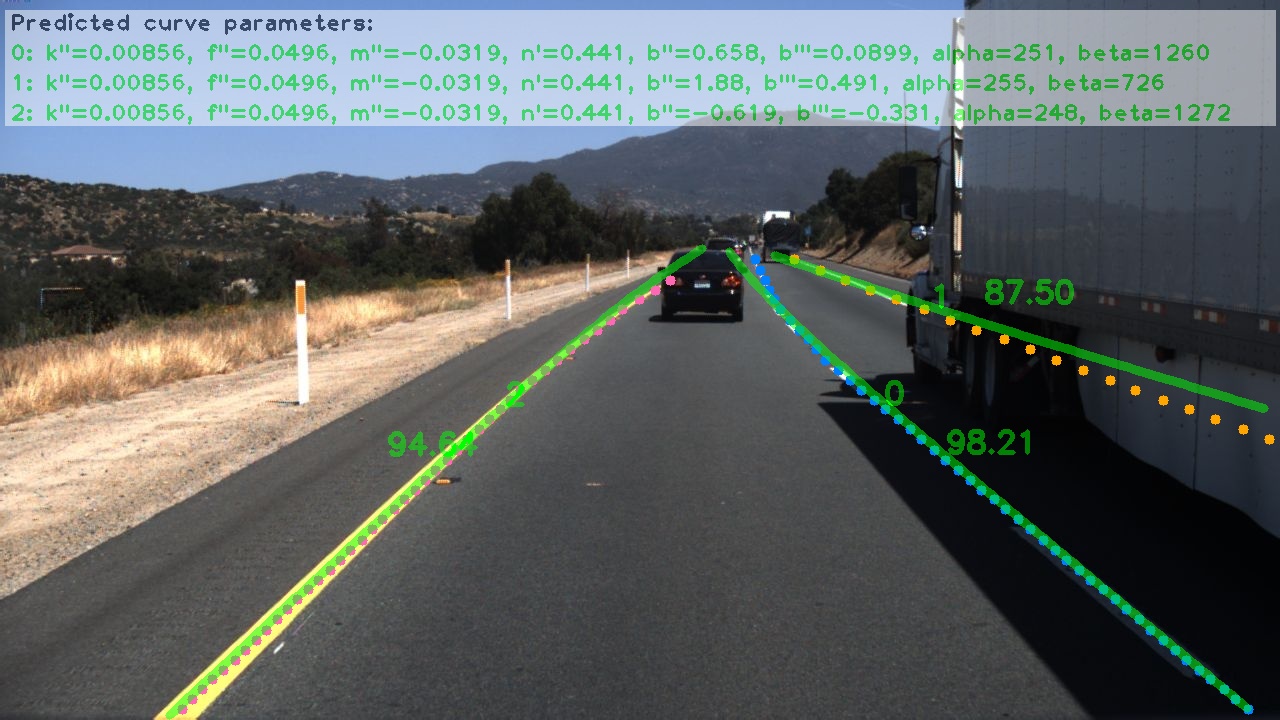 Predicted curve parameters:
0: k''=0.00856, f''=0.0496, m''=-0.0319, n'=0.441, b''=0.658, b'''=0.0899, alpha=251, beta=1260
1: k''=0.00856, f''=0.0496, m''=-0.0319, n'=0.441, b''=1.88, b'''=0.491, alpha=255, beta=726
2: k''=0.00856, f''=0.0496, m''=-0.0319, n'=0.441, b''=-0.619, b'''=-0.331, alpha=248, beta=1272
1 87.50
2
0
94.64
98.21